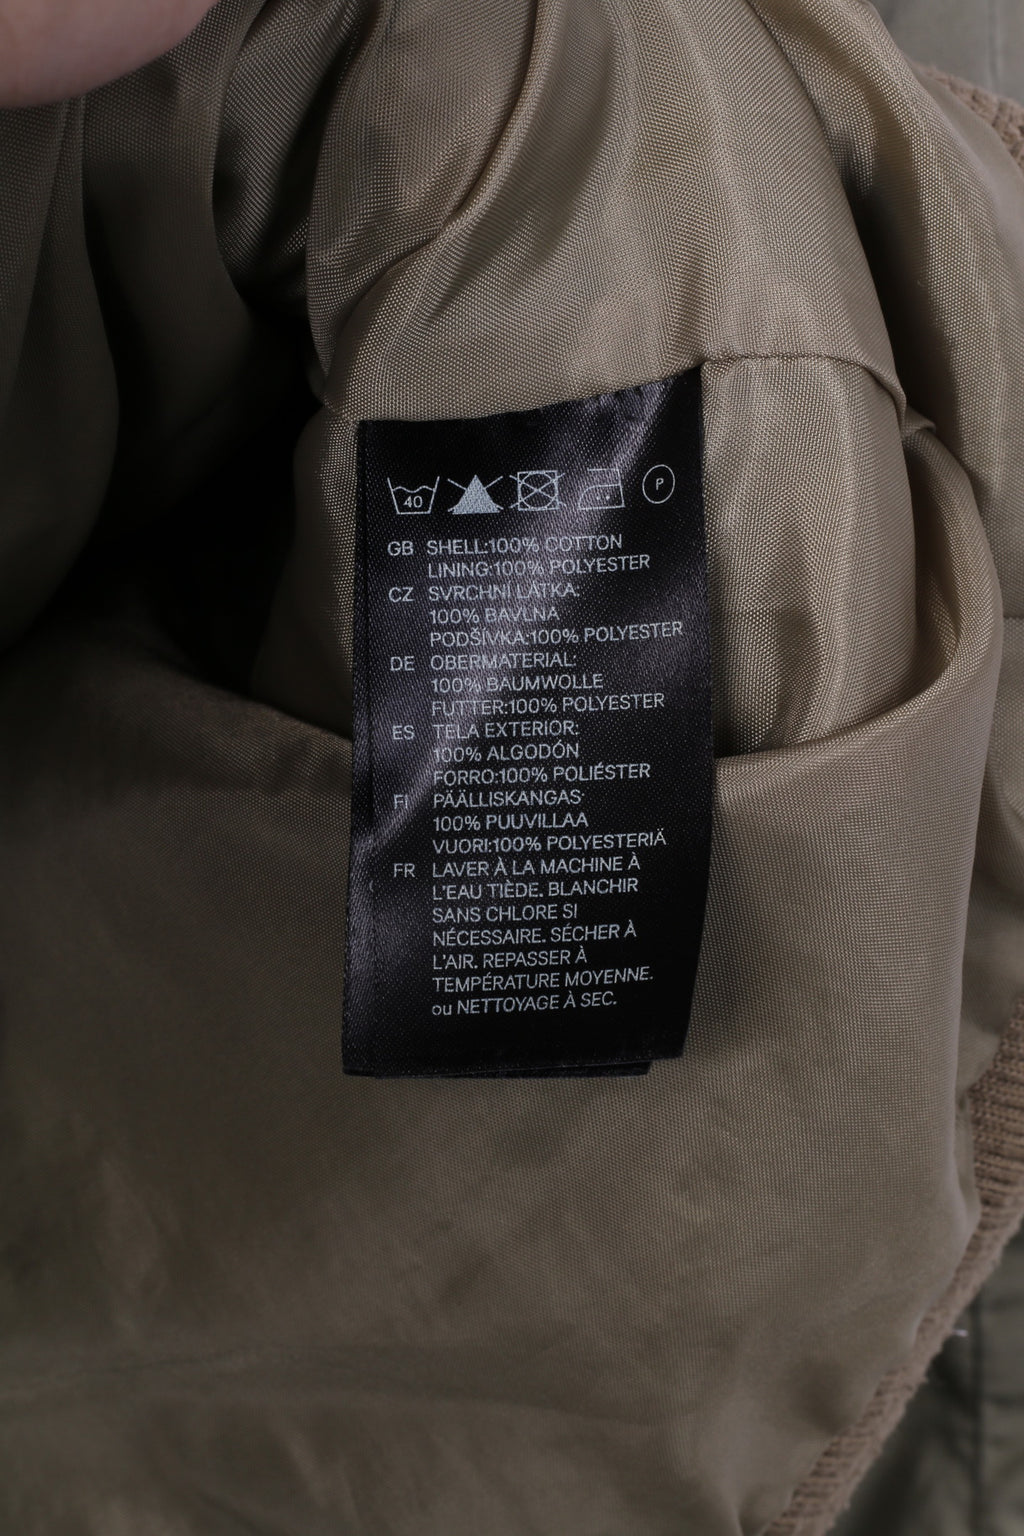 40 P
GB SHELL:100% COTTON
LINING:100% POLYESTER
CZ SVRCHNI LÁTKA:
100% BAVLNA
PODŠÍVKA:100% POLYESTER
DE OBERMATERIAL:
100% BAUMWOLLE
FUTTER:100% POLYESTER
ES TELA EXTERIOR:
100% ALGODÓN
FORRO:100% POLIÉSTER
FI PÄÄLLISKANGAS:
100% PUUVILLAA
VUORI:100% POLYESTERIÄ
FR LAVER À LA MACHINE À
L'EAU TIÈDE. BLANCHIR
SANS CHLORE SI
NÉCESSAIRE. SÉCHER À
L'AIR. REPASSER À
TEMPÉRATURE MOYENNE.
ou NETTOYAGE À SEC.